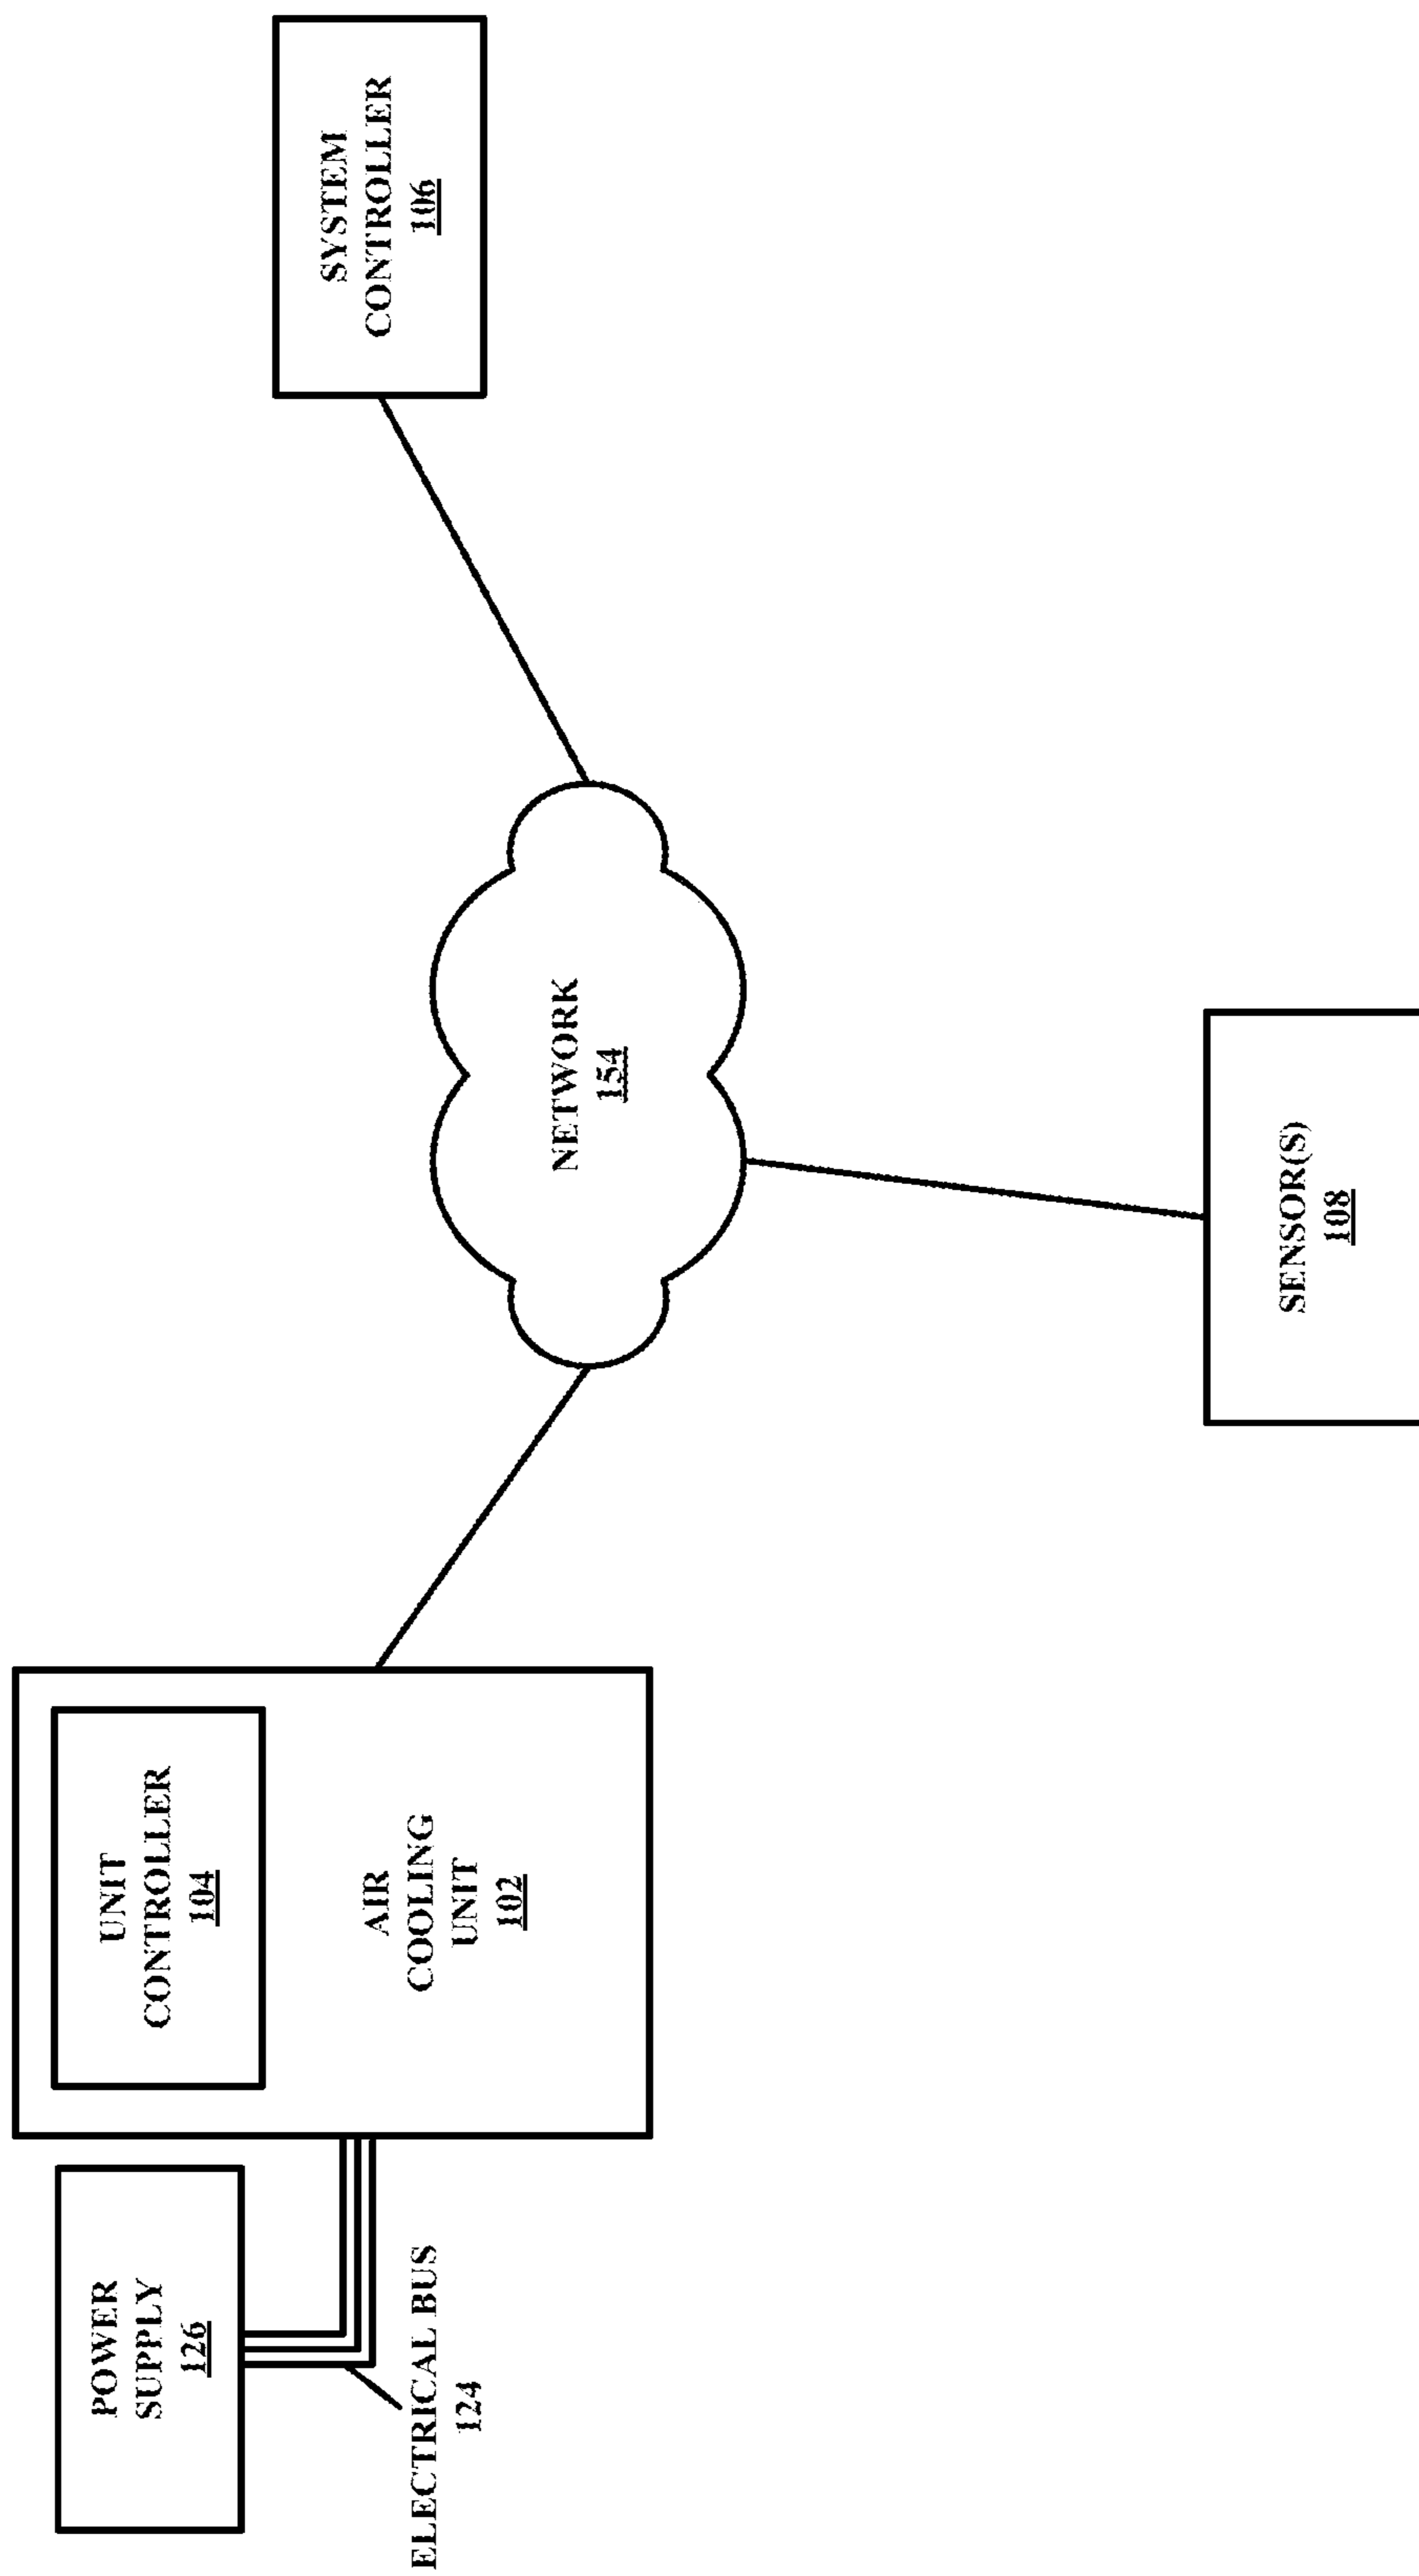 POWER
SUPPLY
126
ELECTRICAL BUS
124
UNIT
CONTROLLER
104
AIR
COOLING
UNIT
102
NETWORK
154
SYSTEM
CONTROLLER
106
SENSOR(S)
108